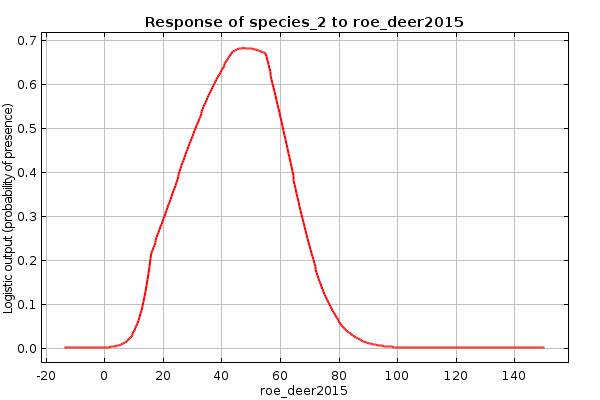 Response of species_2 to roe_deer2015
Logistic output (probability of presence)
0.7
0.6
0.5
0.4
0.3
0.2
0.1
0.0
-20 0 20 40 60 80 100 120 140
roe_deer2015